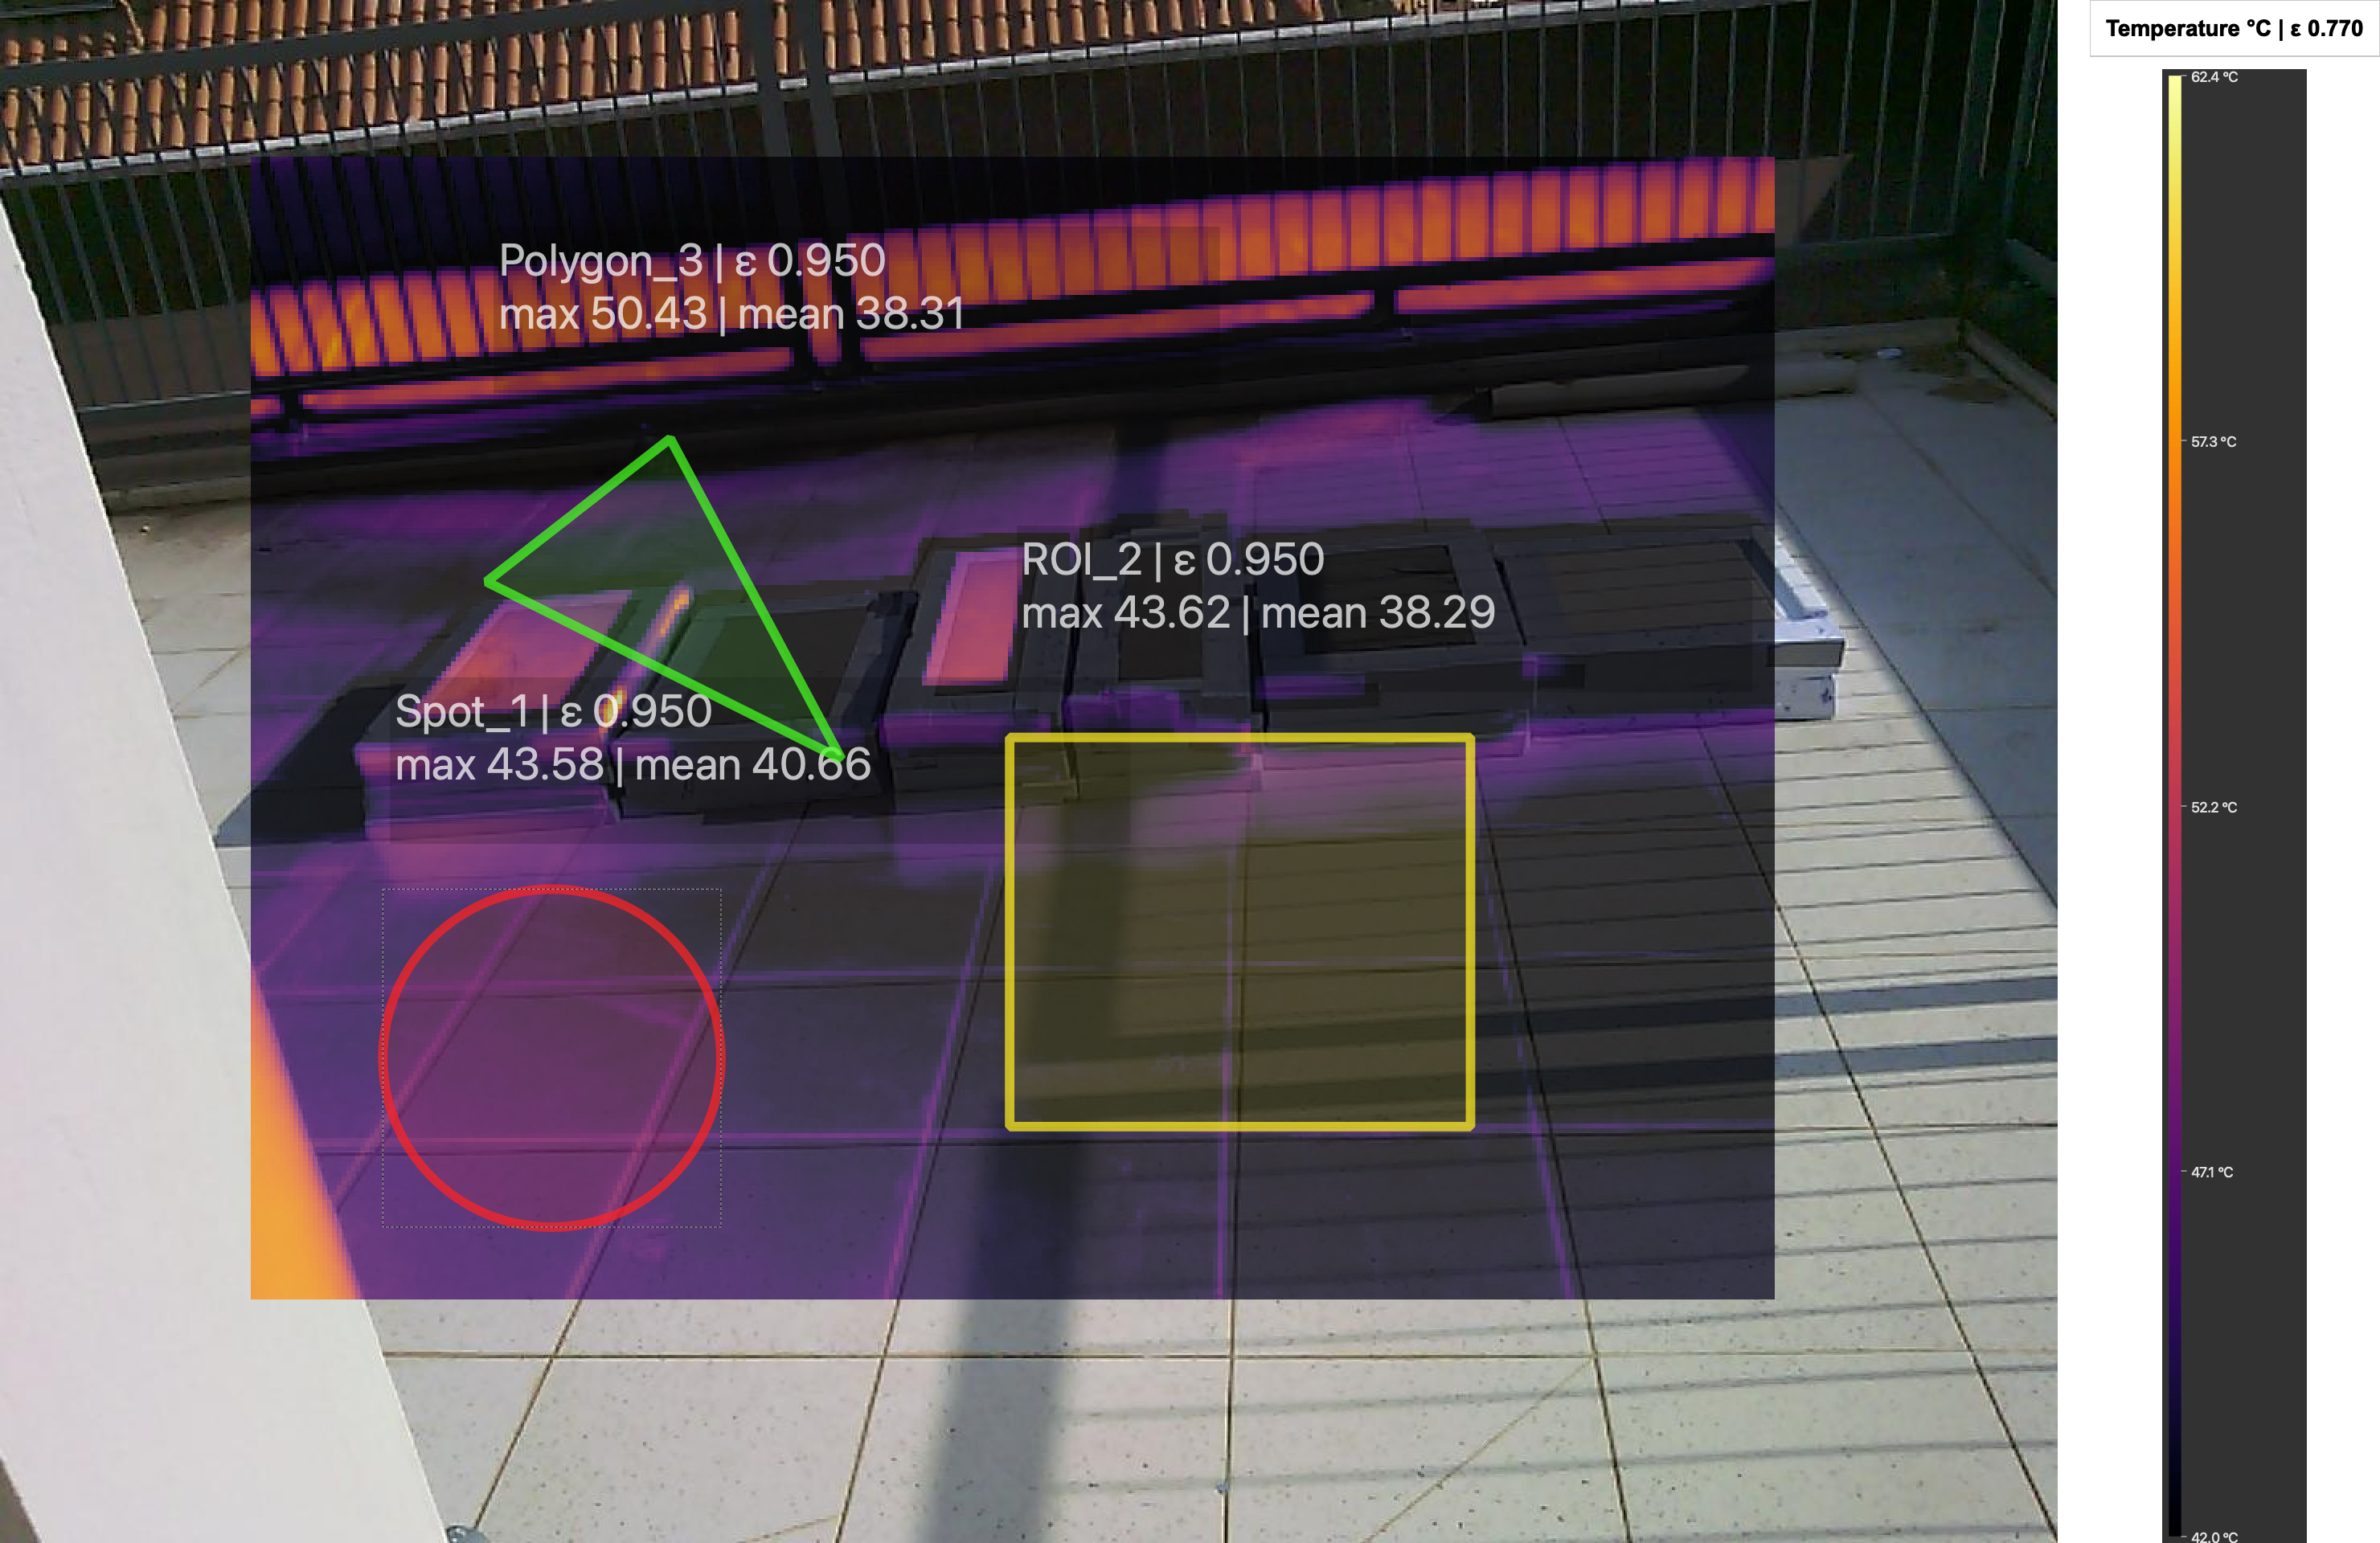 Temperature °C | ε 0.770
62.4 °C
Polygon_3 | ε 0.950
max 50.43 | mean 38.31
57.3 °C
ROI_2 | ε 0.950
max 43.62 | mean 38.29
Spot_1 | ε 0.950
max 43.58 | mean 40.66
52.2 °C
47.1 °C
42.0 °C